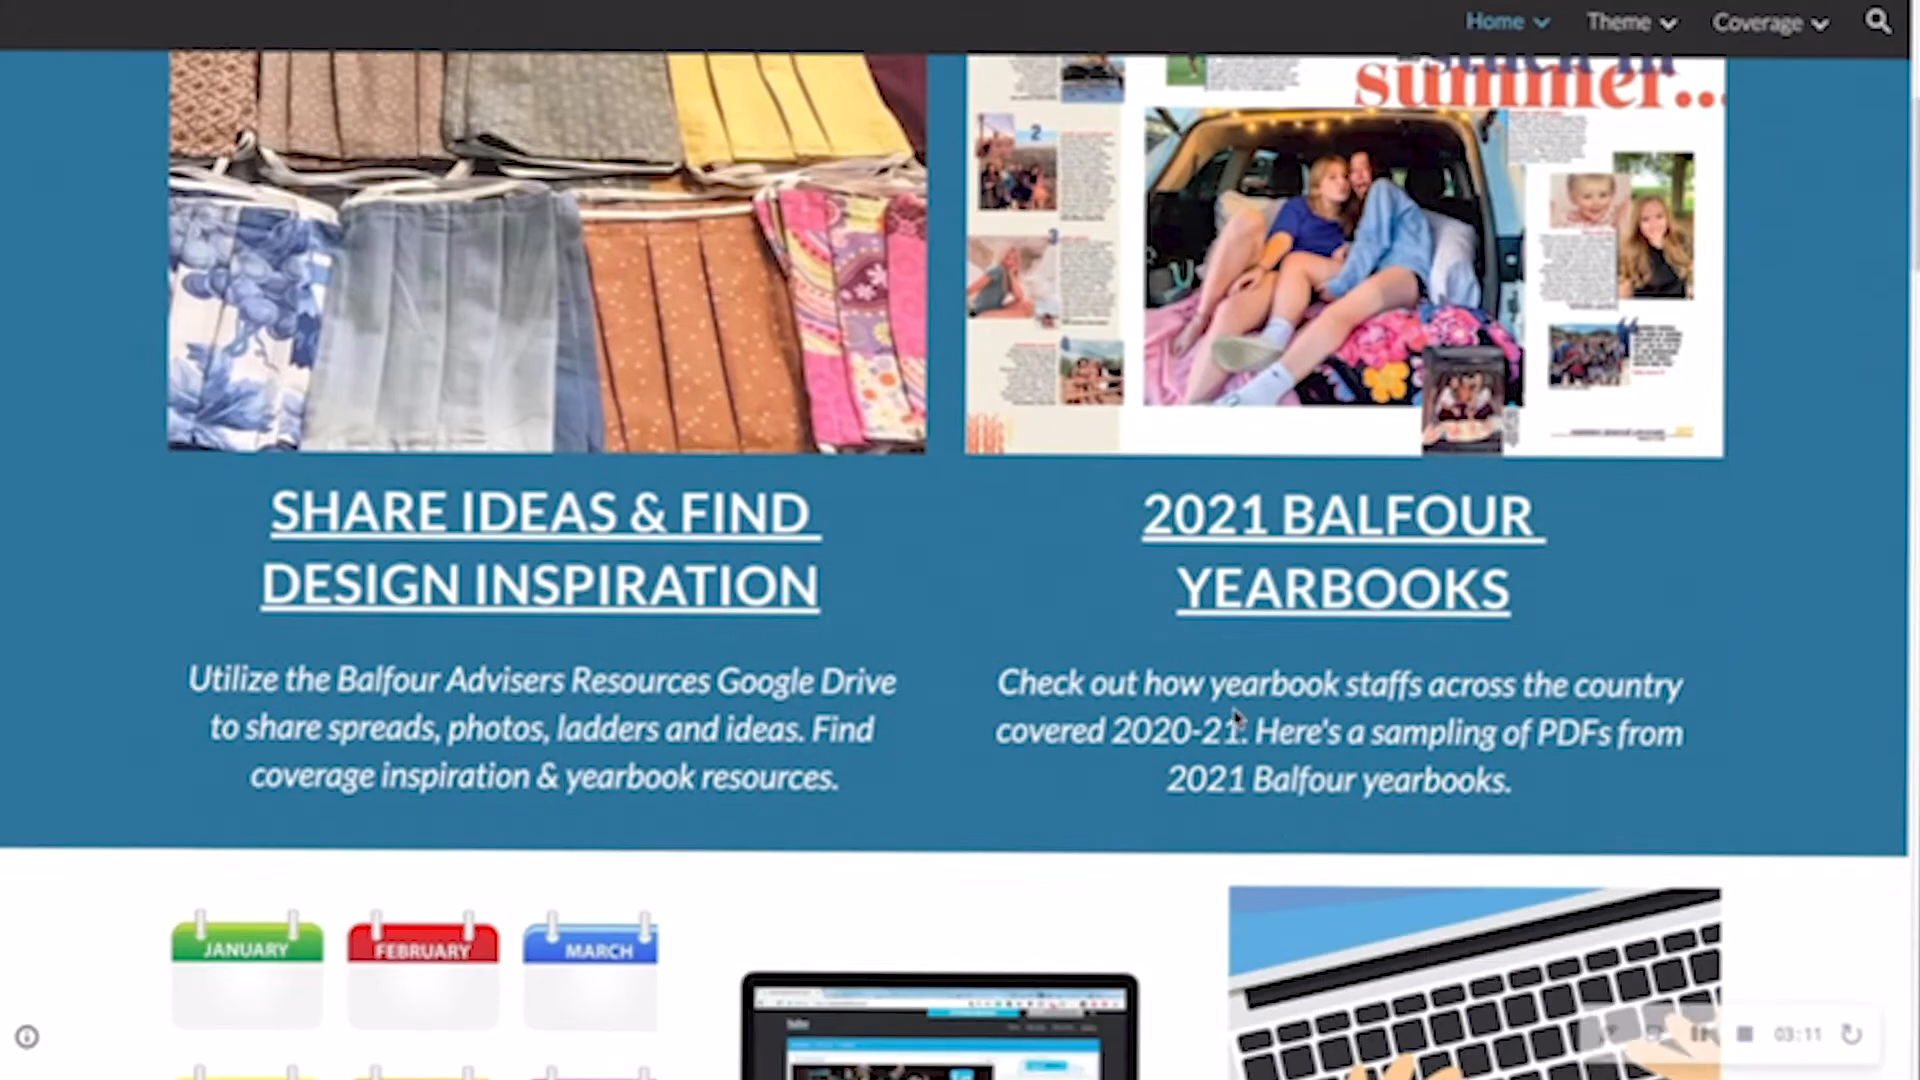 Home
Theme
Coverage
summer...
2
3
SHARE IDEAS & FIND
DESIGN INSPIRATION
Utilize the Balfour Advisers Resources Google Drive
to share spreads, photos, ladders and ideas. Find
coverage inspiration & yearbook resources.
2021 BALFOUR
YEARBOOKS
Check out how yearbook staffs across the country
covered 2020-21. Here's a sampling of PDFs from
2021 Balfour yearbooks.
JANUARY
FEBRUARY
MARCH
03:11